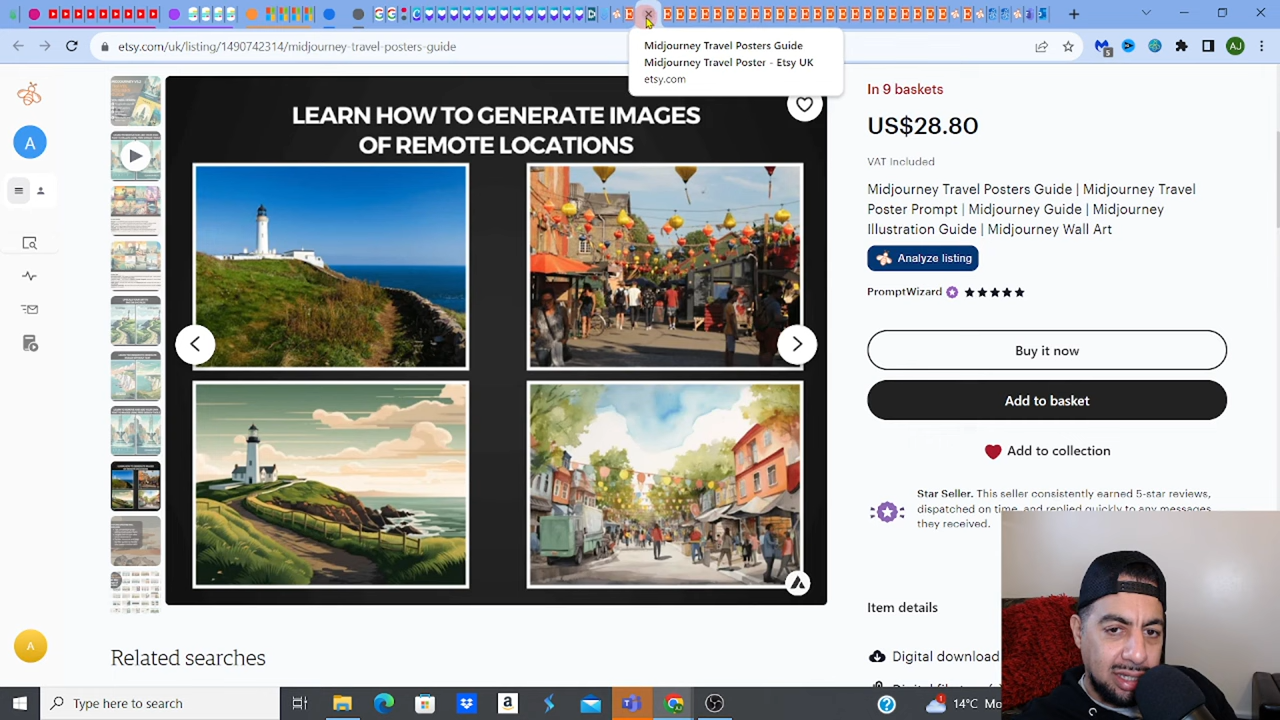 etsy.com/uk/listing/1490742314/midjourney-travel-posters-guide
5
AJ
Midjourney Travel Posters Guide
Midjourney Travel Poster - Etsy UK
etsy.com
A
A
LEARN HOW TO GENERATE IMAGES
OF REMOTE LOCATIONS
In 9 baskets
US$28.80
VAT Included
Midjourney Travel Posters Guide | Midjourney Travel
Poster Prompt | Midjourney Guide | Midjourney
Illustration Guide | Midjourney Wall Art
Analyze listing
PromptWizard
Buy it now
Add to basket
Add to collection
Star Seller. This seller consistently earned 5-star reviews,
dispatched on time, and replied quickly to any messages
they received.
Item details
Digital download
Related searches
Type here to search
a
1
14°C Mo